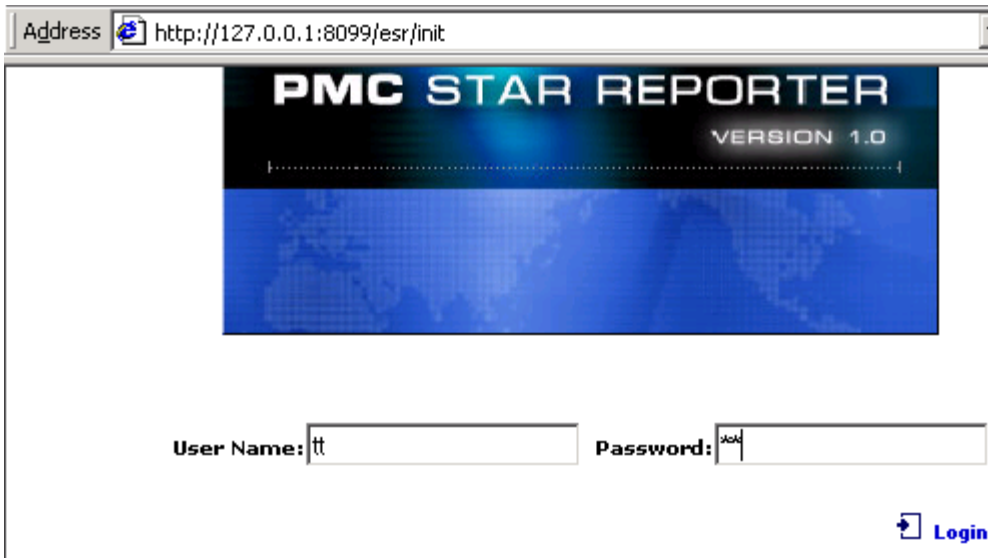 Address http://127.0.0.1:8099/esr/init
PMC STAR REPORTER
VERSION 1.0
User Name: tt Password: **
Login